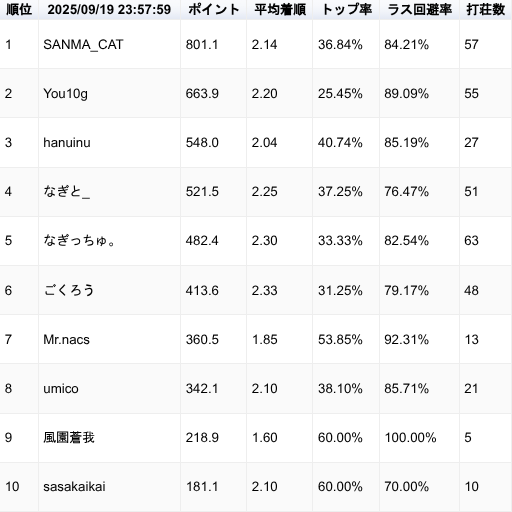 順位 2025/09/19 23:57:59 ポイント 平均着順 トップ率 ラス回避率 打荘数
1 SANMA_CAT 801.1 2.14 36.84% 84.21% 57
2 You10g 663.9 2.20 25.45% 89.09% 55
3 hanuinu 548.0 2.04 40.74% 85.19% 27
4 なぎと_ 521.5 2.25 37.25% 76.47% 51
5 なぎっちゅ。 482.4 2.30 33.33% 82.54% 63
6 ごくろう 413.6 2.33 31.25% 79.17% 48
7 Mr.nacs 360.5 1.85 53.85% 92.31% 13
8 umico 342.1 2.10 38.10% 85.71% 21
9 風園蒼我 218.9 1.60 60.00% 100.00% 5
10 sasakaikai 181.1 2.10 60.00% 70.00% 10